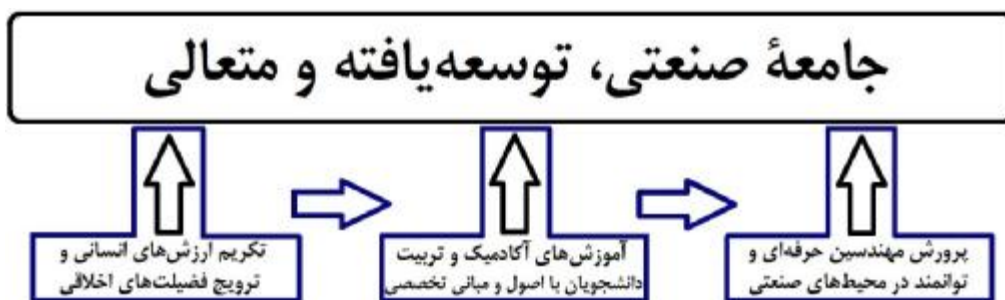 جامعهٔ صنعتی، توسعه‌یافته و متعالی
پرورش مهندسین حرفه‌ای و
توانمند در محیط‌های صنعتی
آموزش‌های آکادمیک و تربیت
دانشجویان با اصول و مبانی تخصصی
تکریم ارزش‌های انسانی و
ترویج فضیلت‌های اخلاقی